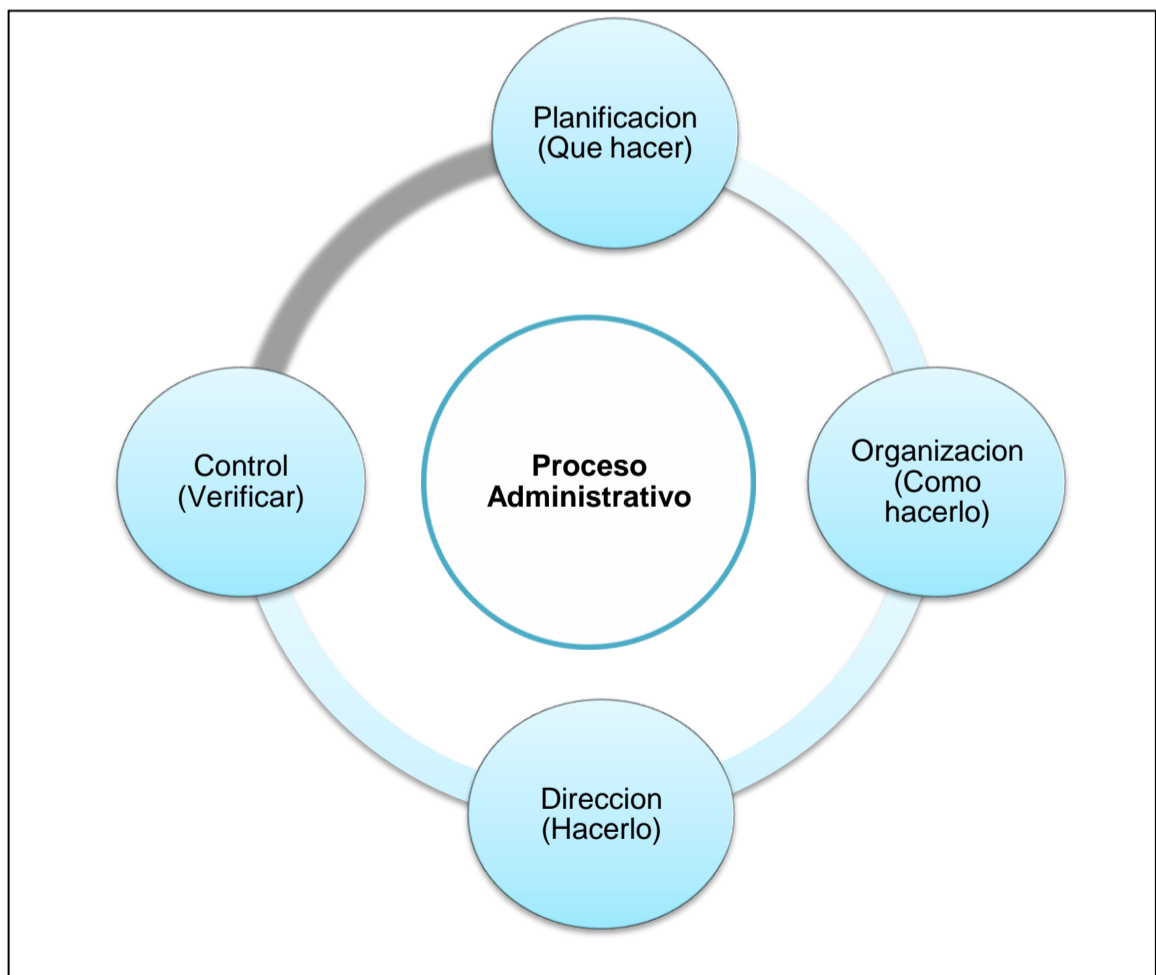 Planificacion
(Que hacer)
Organizacion
(Como
hacerlo)
Proceso
Administrativo
Control
(Verificar)
Direccion
(Hacerlo)